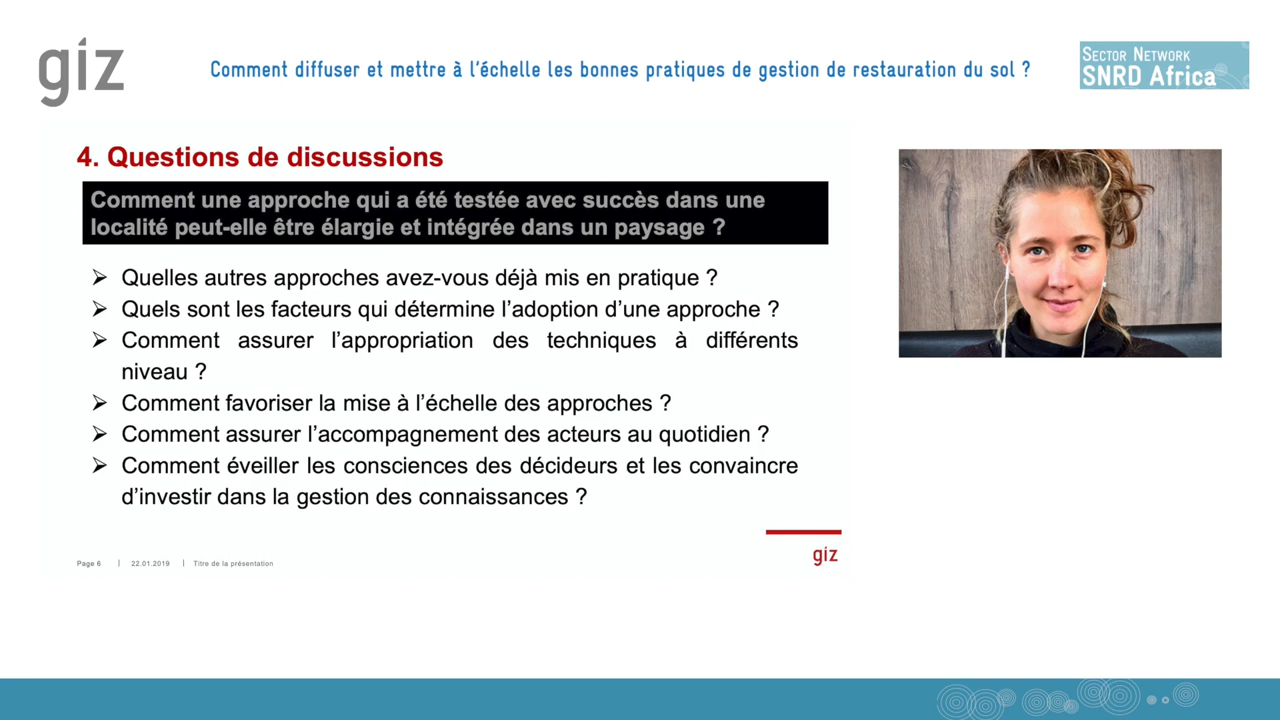 giz
Comment diffuser et mettre à l'échelle les bonnes pratiques de gestion de restauration du sol ?
SECTOR NETWORK
SNRD Africa
4. Questions de discussions
Comment une approche qui a été testée avec succès dans une
localité peut-elle être élargie et intégrée dans un paysage ?
➢ Quelles autres approches avez-vous déjà mis en pratique ?
➢ Quels sont les facteurs qui détermine l'adoption d'une approche ?
➢ Comment assurer l'appropriation des techniques à différents
niveau ?
➢ Comment favoriser la mise à l'échelle des approches ?
➢ Comment assurer l'accompagnement des acteurs au quotidien ?
➢ Comment éveiller les consciences des décideurs et les convaincre
d'investir dans la gestion des connaissances ?
Page 6 | 22.01.2019 | Titre de la présentation
giz